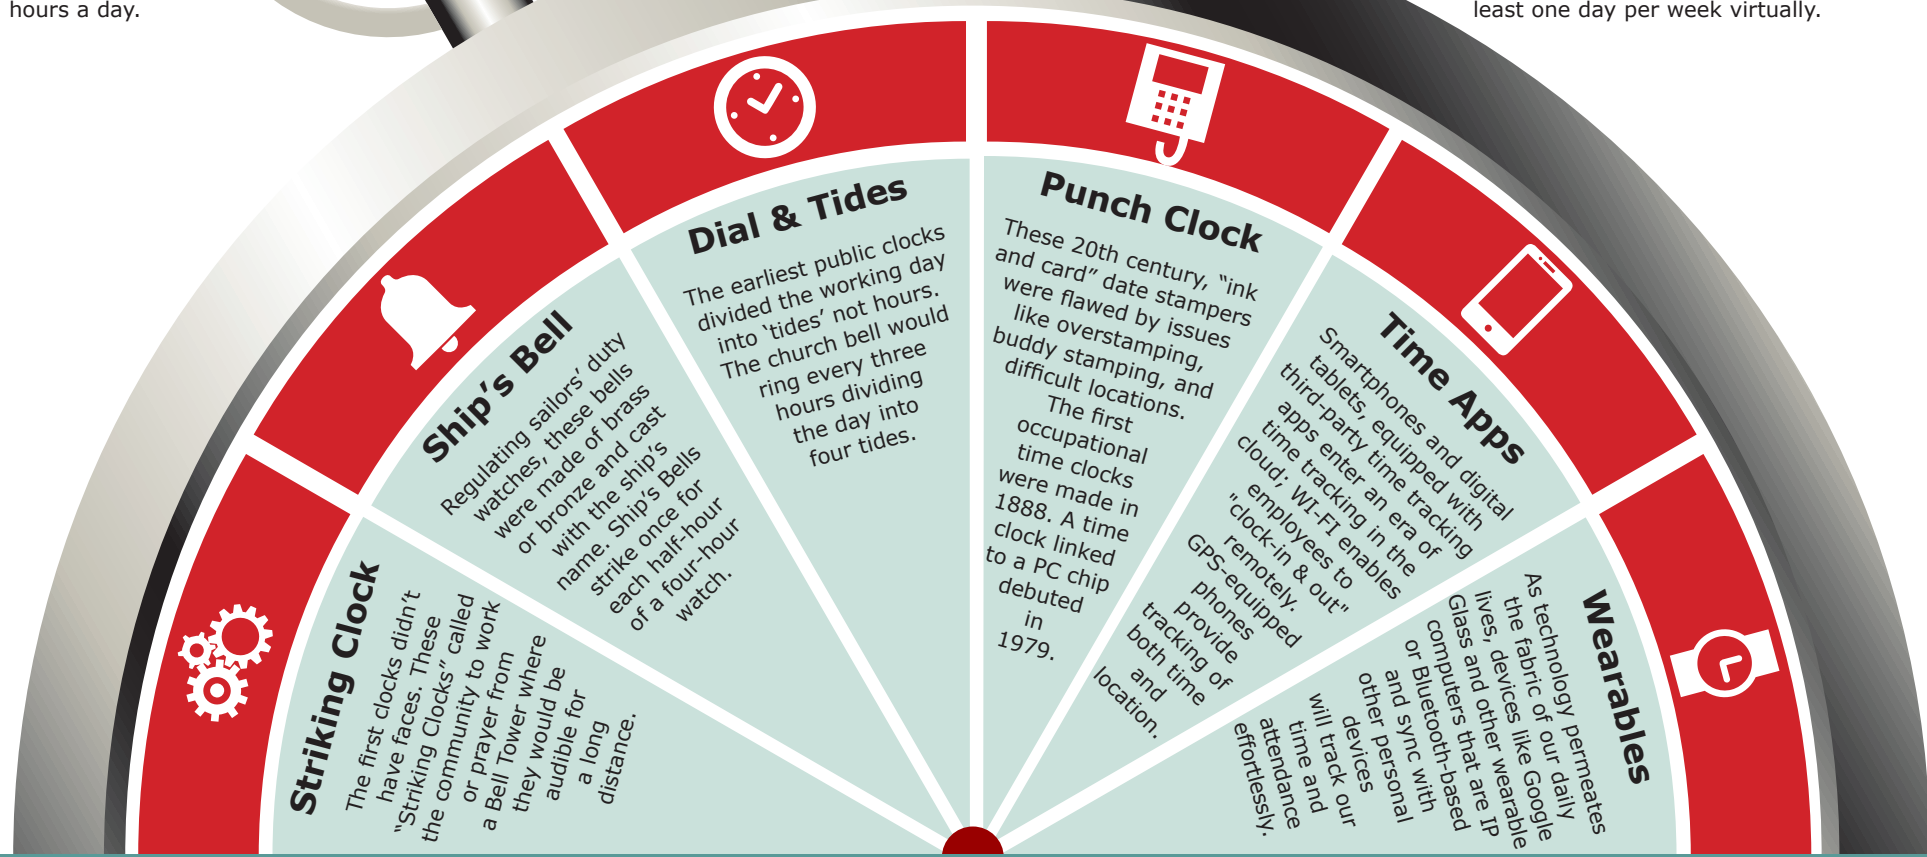 hours a day.
least one day per week virtually.
Striking Clock
The first clocks didn’t
have faces. These
“Striking Clocks” called
the community to work
or prayer from
a Bell Tower where
they would be
audible for
a long
distance.
Ship’s Bell
Regulating sailors’ duty
watches, these bells
were made of brass
or bronze and cast
with the ship’s
name. Ship’s Bells
strike once for
each half-hour
of a four-hour
watch.
Dial & Tides
The earliest public clocks
divided the working day
into ‘tides’ not hours.
The church bell would
ring every three
hours dividing
the day into
four tides.
Punch Clock
These 20th century, “ink
and card” date stampers
were flawed by issues
like overstamping,
buddy stamping, and
difficult locations.
The first
occupational
time clocks
were made in
1888. A time
clock linked
to a PC chip
debuted
in
1979.
Time Apps
Smartphones and digital
tablets, equipped with
third-party time tracking
apps enter an era of
time tracking in the
cloud; WI-FI enables
employees to
"clock-in & out"
remotely.
GPS-equipped
phones
provide
tracking of
both time
and
location.
Wearables
As technology permeates
the fabric of our daily
lives, devices like Google
Glass and other wearable
computers that are IP
or Bluetooth-based
and sync with
other personal
devices
will track our
time and
attendance
effortlessly.